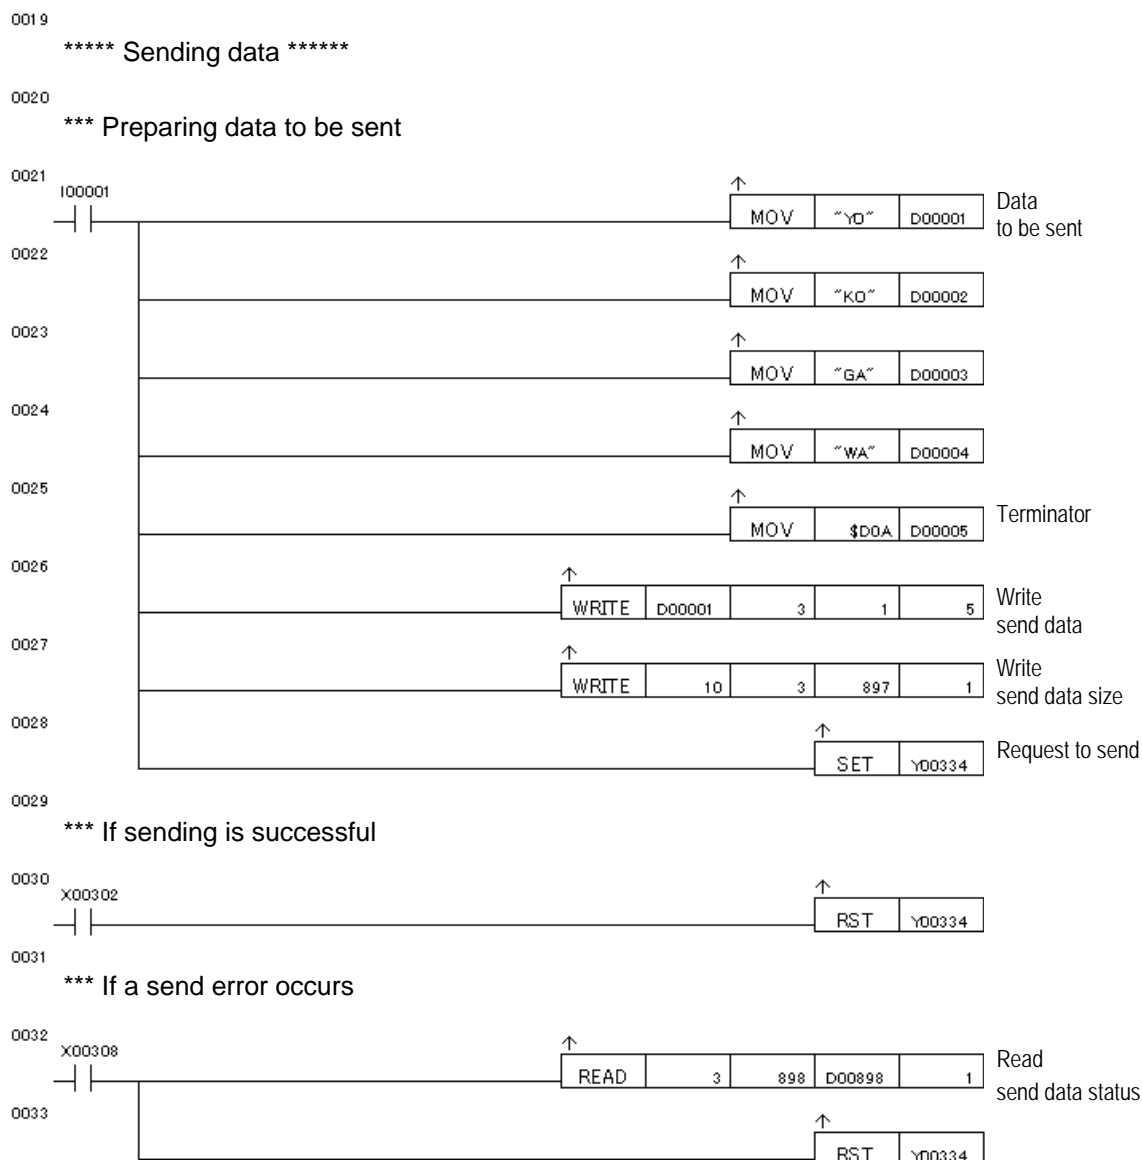 0019
***** Sending data ******
0020
*** Preparing data to be sent
0021
I00001
↑
MOV "YO" D00001 Data
to be sent
0022
↑
MOV "KO" D00002
0023
↑
MOV "GA" D00003
0024
↑
MOV "WA" D00004
0025
↑
MOV $D0A D00005 Terminator
0026
↑
WRITE D00001 3 1 5 Write
send data
0027
↑
WRITE 10 3 897 1 Write
send data size
0028
↑
SET Y00334 Request to send
0029
*** If sending is successful
0030
X00302
↑
RST Y00334
0031
*** If a send error occurs
0032
X00308
↑
READ 3 898 D00898 1 Read
send data status
0033
↑
RST Y00334